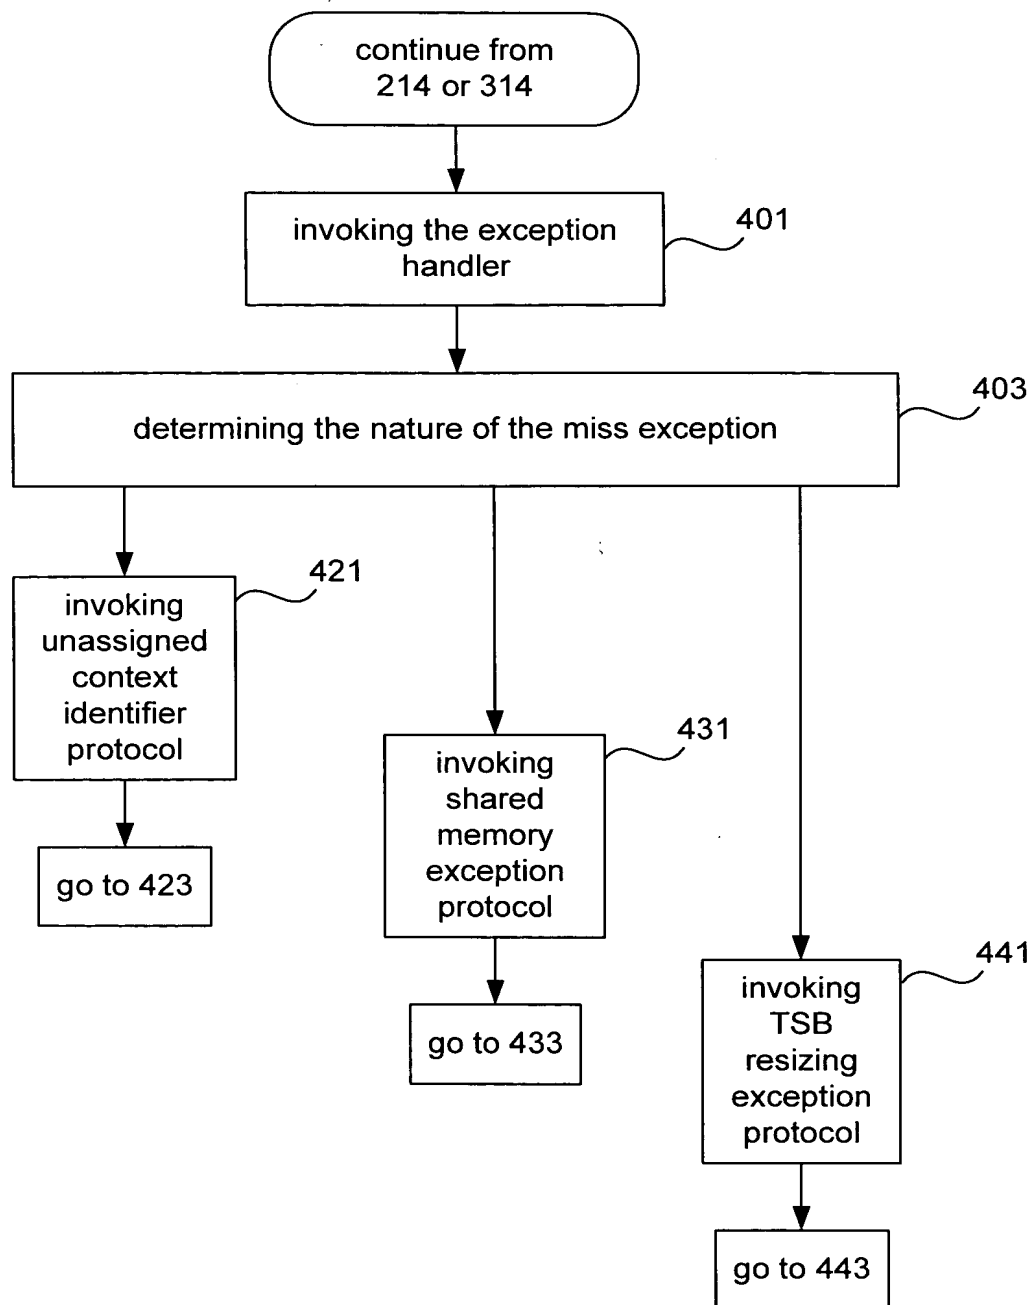 continue from
214 or 314
invoking the exception
handler
401
determining the nature of the miss exception
403
invoking
unassigned
context
identifier
protocol
421
go to 423
invoking
shared
memory
exception
protocol
431
go to 433
invoking
TSB
resizing
exception
protocol
441
go to 443